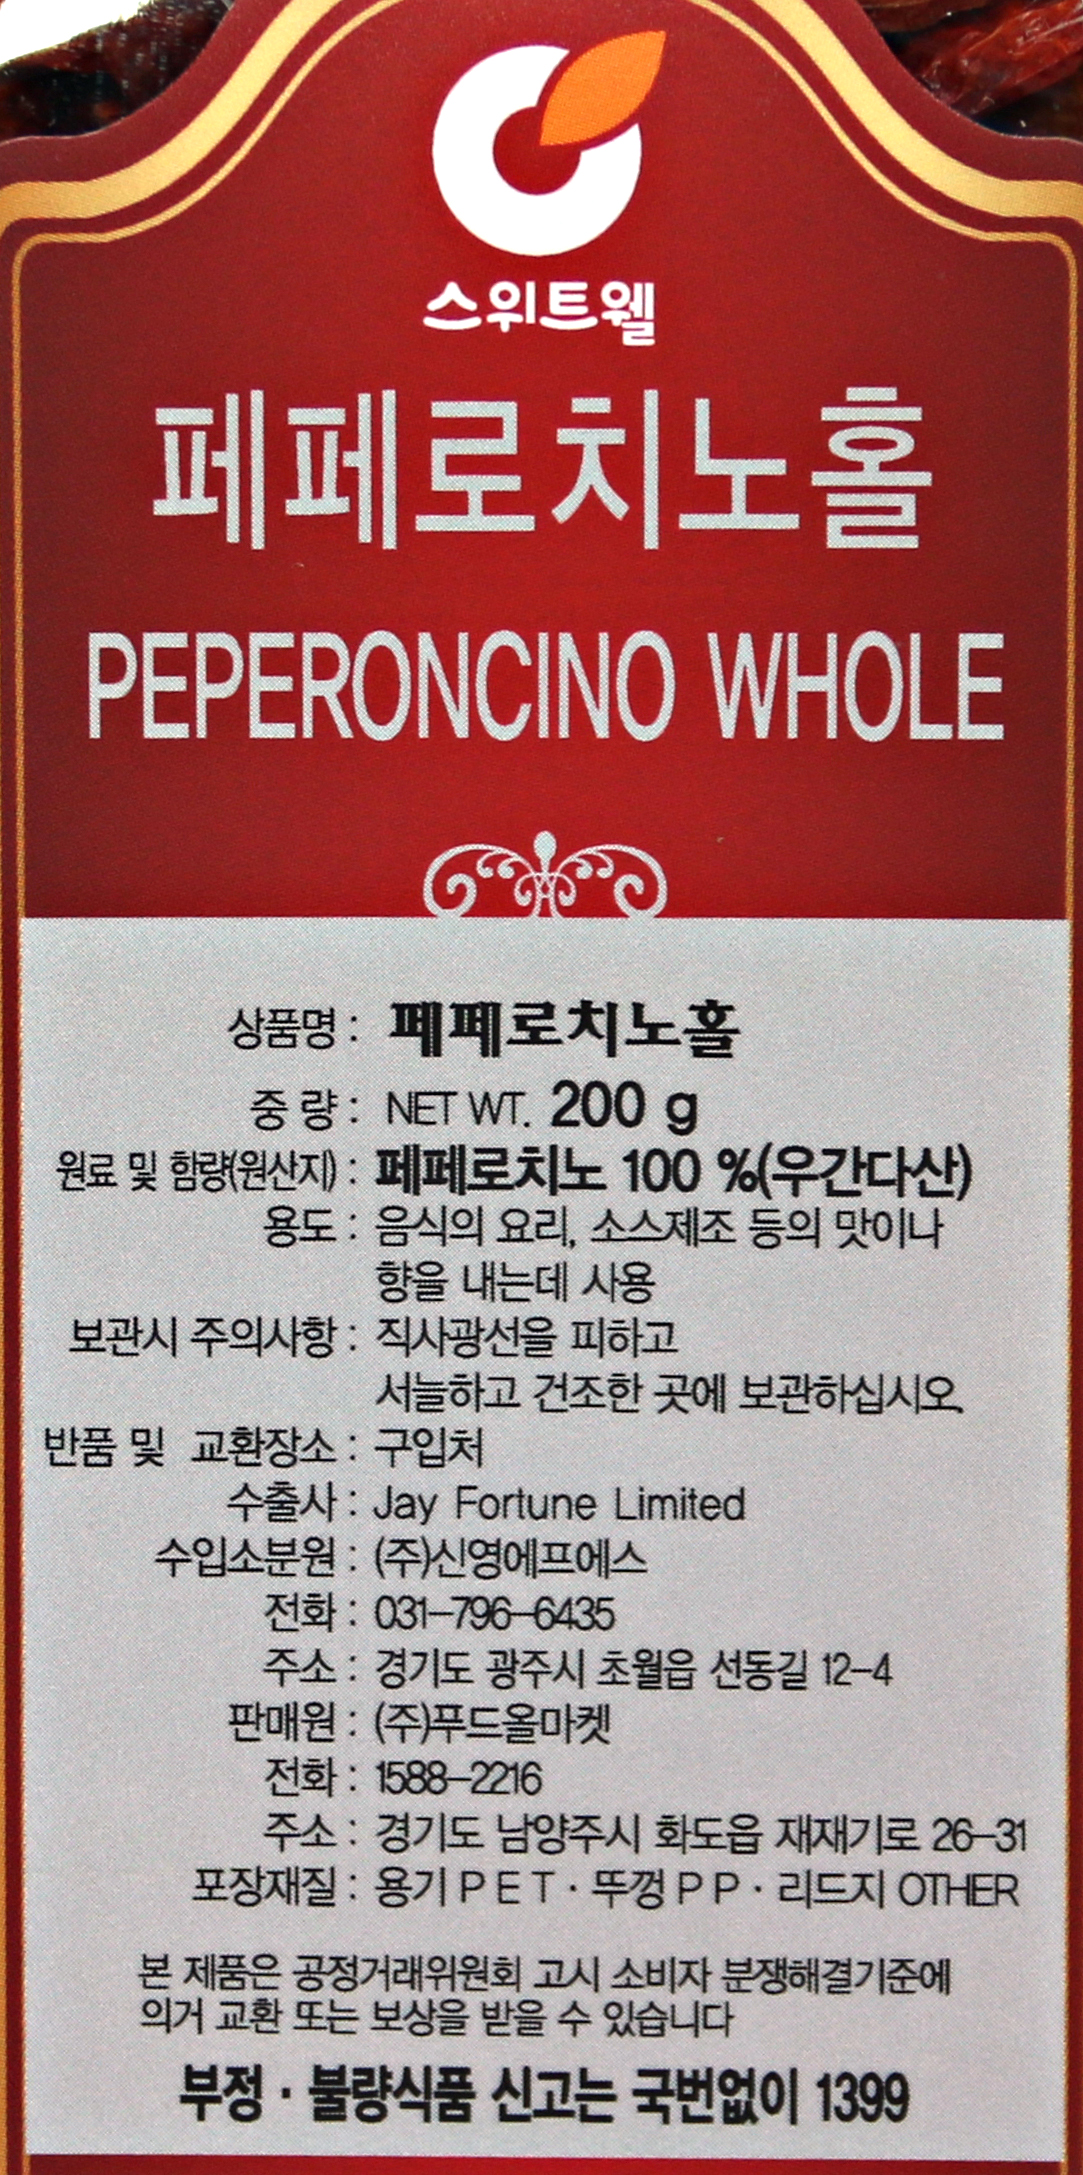 스위트웰
페페로치노홀
PEPERONCINO WHOLE
상품명 : 페페로치노홀
중 량 : NET WT. 200 g
원료 및 함량(원산지) : 페페로치노 100 %(우간다산)
용도 : 음식의 요리, 소스제조 등의 맛이나
향을 내는데 사용
보관시 주의사항 : 직사광선을 피하고
서늘하고 건조한 곳에 보관하십시오.
반품 및 교환장소 : 구입처
수출사 : Jay Fortune Limited
수입소분원 : (주)신영에프에스
전화 : 031-796-6435
주소 : 경기도 광주시 초월읍 선동길 12-4
판매원 : (주)푸드올마켓
전화 : 1588-2216
주소 : 경기도 남양주시 화도읍 재재기로 26-31
포장재질 : 용기 P E T · 뚜껑 P P · 리드지 OTHER
본 제품은 공정거래위원회 고시 소비자 분쟁해결기준에
의거 교환 또는 보상을 받을 수 있습니다
부정 · 불량식품 신고는 국번없이 1399